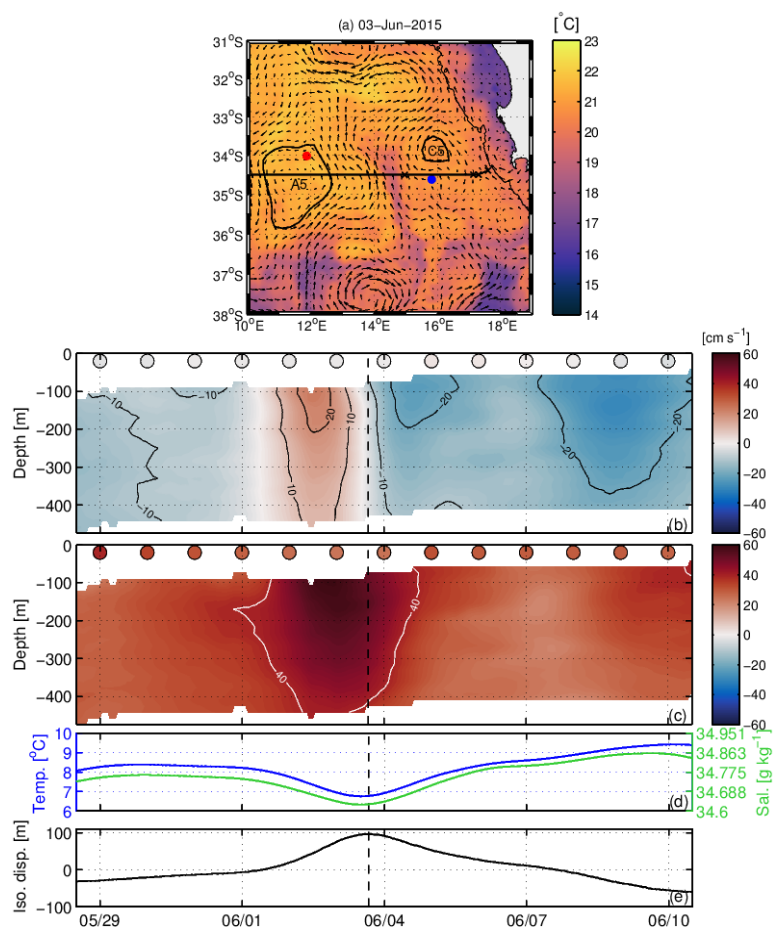 (a) 03-Jun-2015
[°C]
31°S
32°S
33°S
34°S
35°S
36°S
37°S
38°S
10°E
12°E
14°E
16°E
18°E
A5
C5
23
22
21
20
19
18
17
16
15
14
[cm s⁻¹]
Depth [m]
0
-100
-200
-300
-400
-10
-10
-10
20
10
10
-10
-20
-20
-20
(b)
60
40
20
0
-20
-40
-60
Depth [m]
0
-100
-200
-300
-400
40
40
(c)
60
40
20
0
-20
-40
-60
Temp. [°C]
10
9
8
7
6
(d)
34.951
34.863
34.775
34.688
34.6
Sal. [g kg⁻¹]
Iso. disp. [m]
100
0
-100
(e)
05/29
06/01
06/04
06/07
06/10